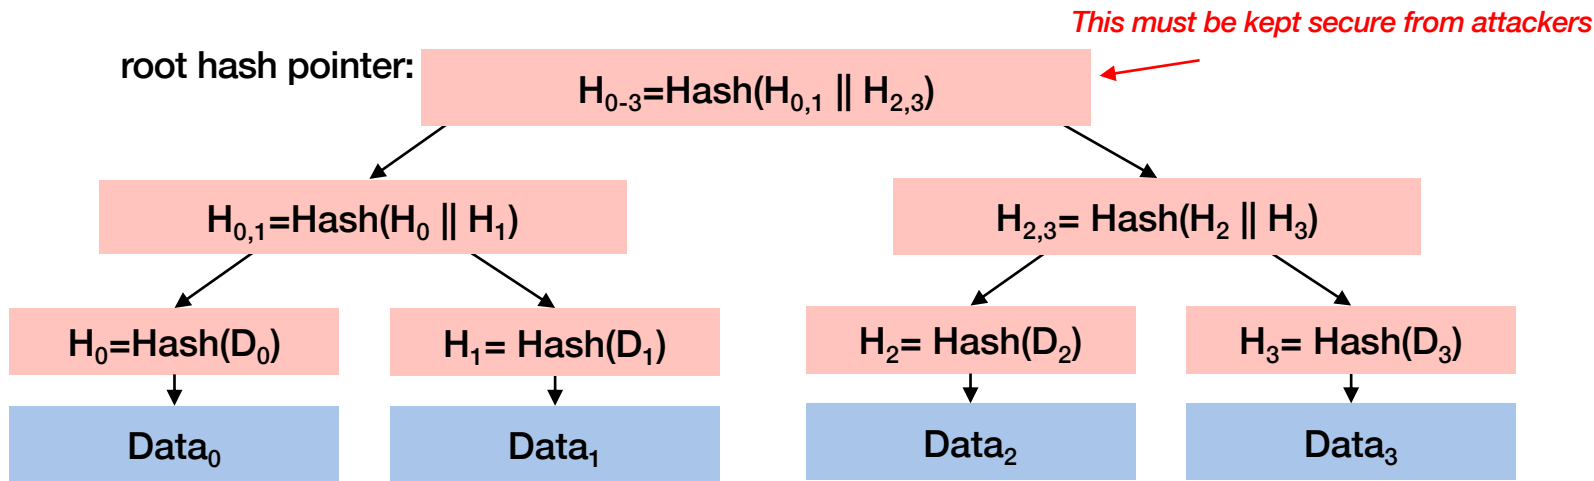 This must be kept secure from attackers
root hash pointer:
H₀₋₃=Hash(H₀,₁ || H₂,₃)
H₀,₁=Hash(H₀ || H₁)
H₂,₃= Hash(H₂ || H₃)
H₀=Hash(D₀)
H₁= Hash(D₁)
H₂= Hash(D₂)
H₃= Hash(D₃)
Data₀
Data₁
Data₂
Data₃